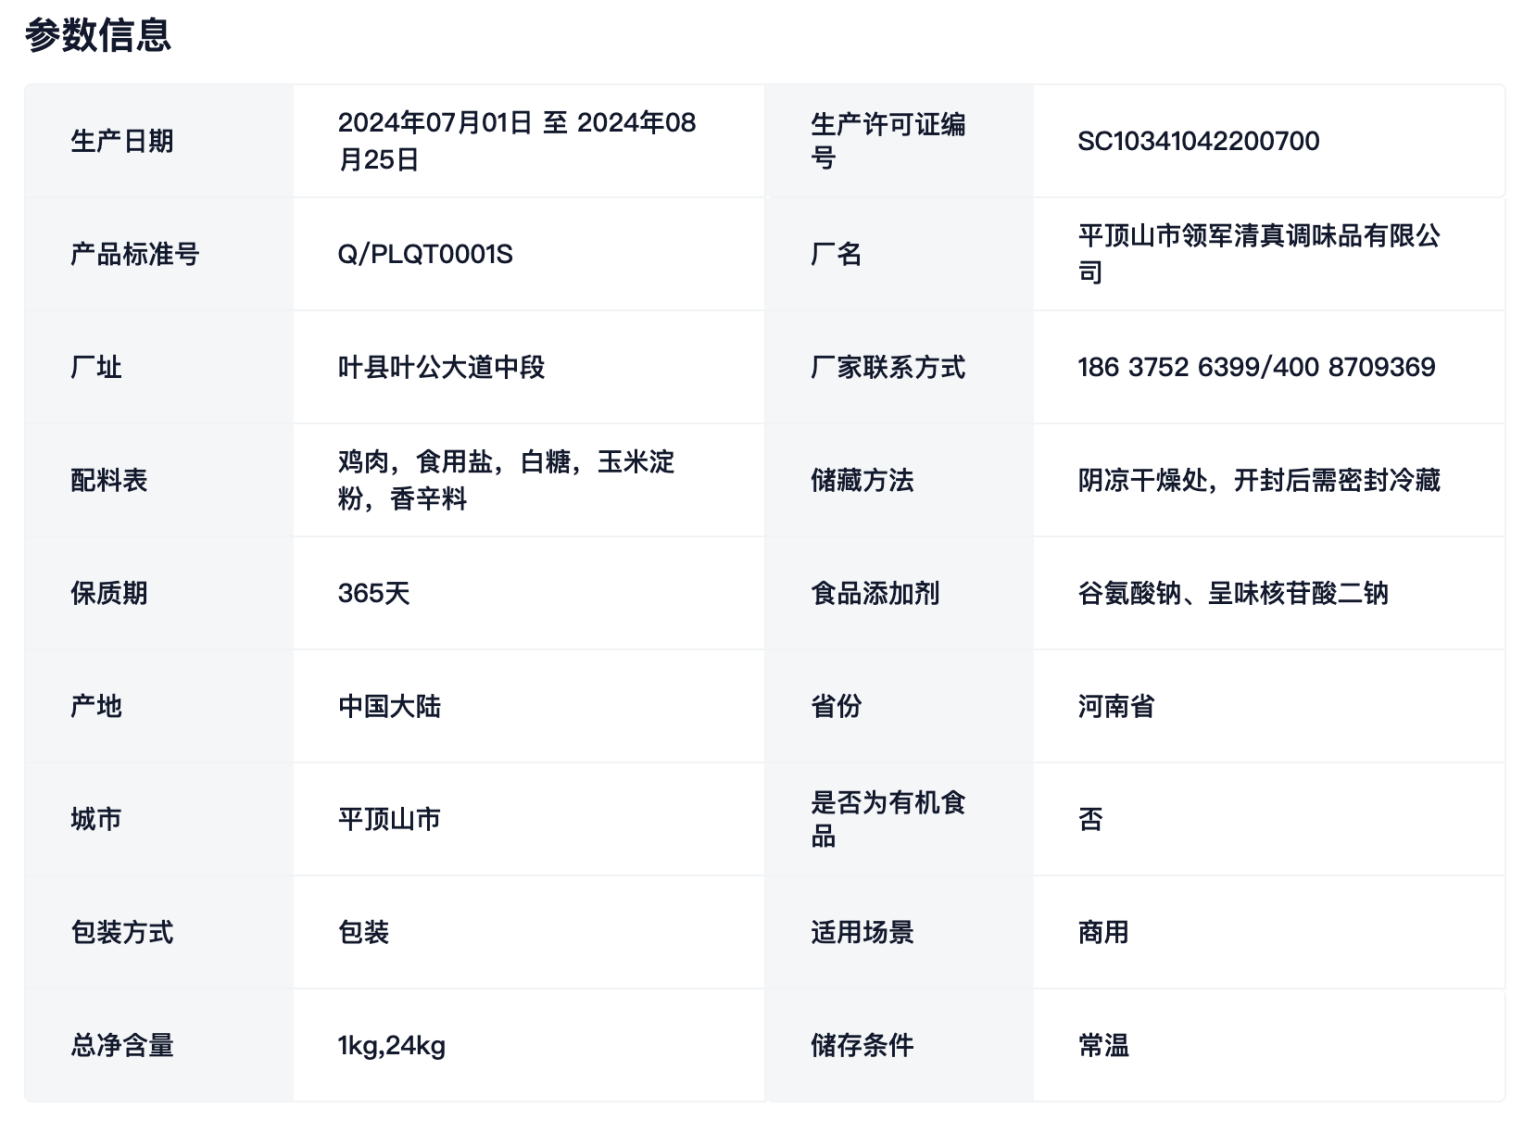 参数信息
生产日期
2024年07月01日 至 2024年08
月25日
生产许可证编
号
SC10341042200700
产品标准号
Q/PLQT0001S
厂名
平顶山市领军清真调味品有限公
司
厂址
叶县叶公大道中段
厂家联系方式
186 3752 6399/400 8709369
配料表
鸡肉，食用盐，白糖，玉米淀
粉，香辛料
储藏方法
阴凉干燥处，开封后需密封冷藏
保质期
365天
食品添加剂
谷氨酸钠、呈味核苷酸二钠
产地
中国大陆
省份
河南省
城市
平顶山市
是否为有机食
品
否
包装方式
包装
适用场景
商用
总净含量
1kg,24kg
储存条件
常温